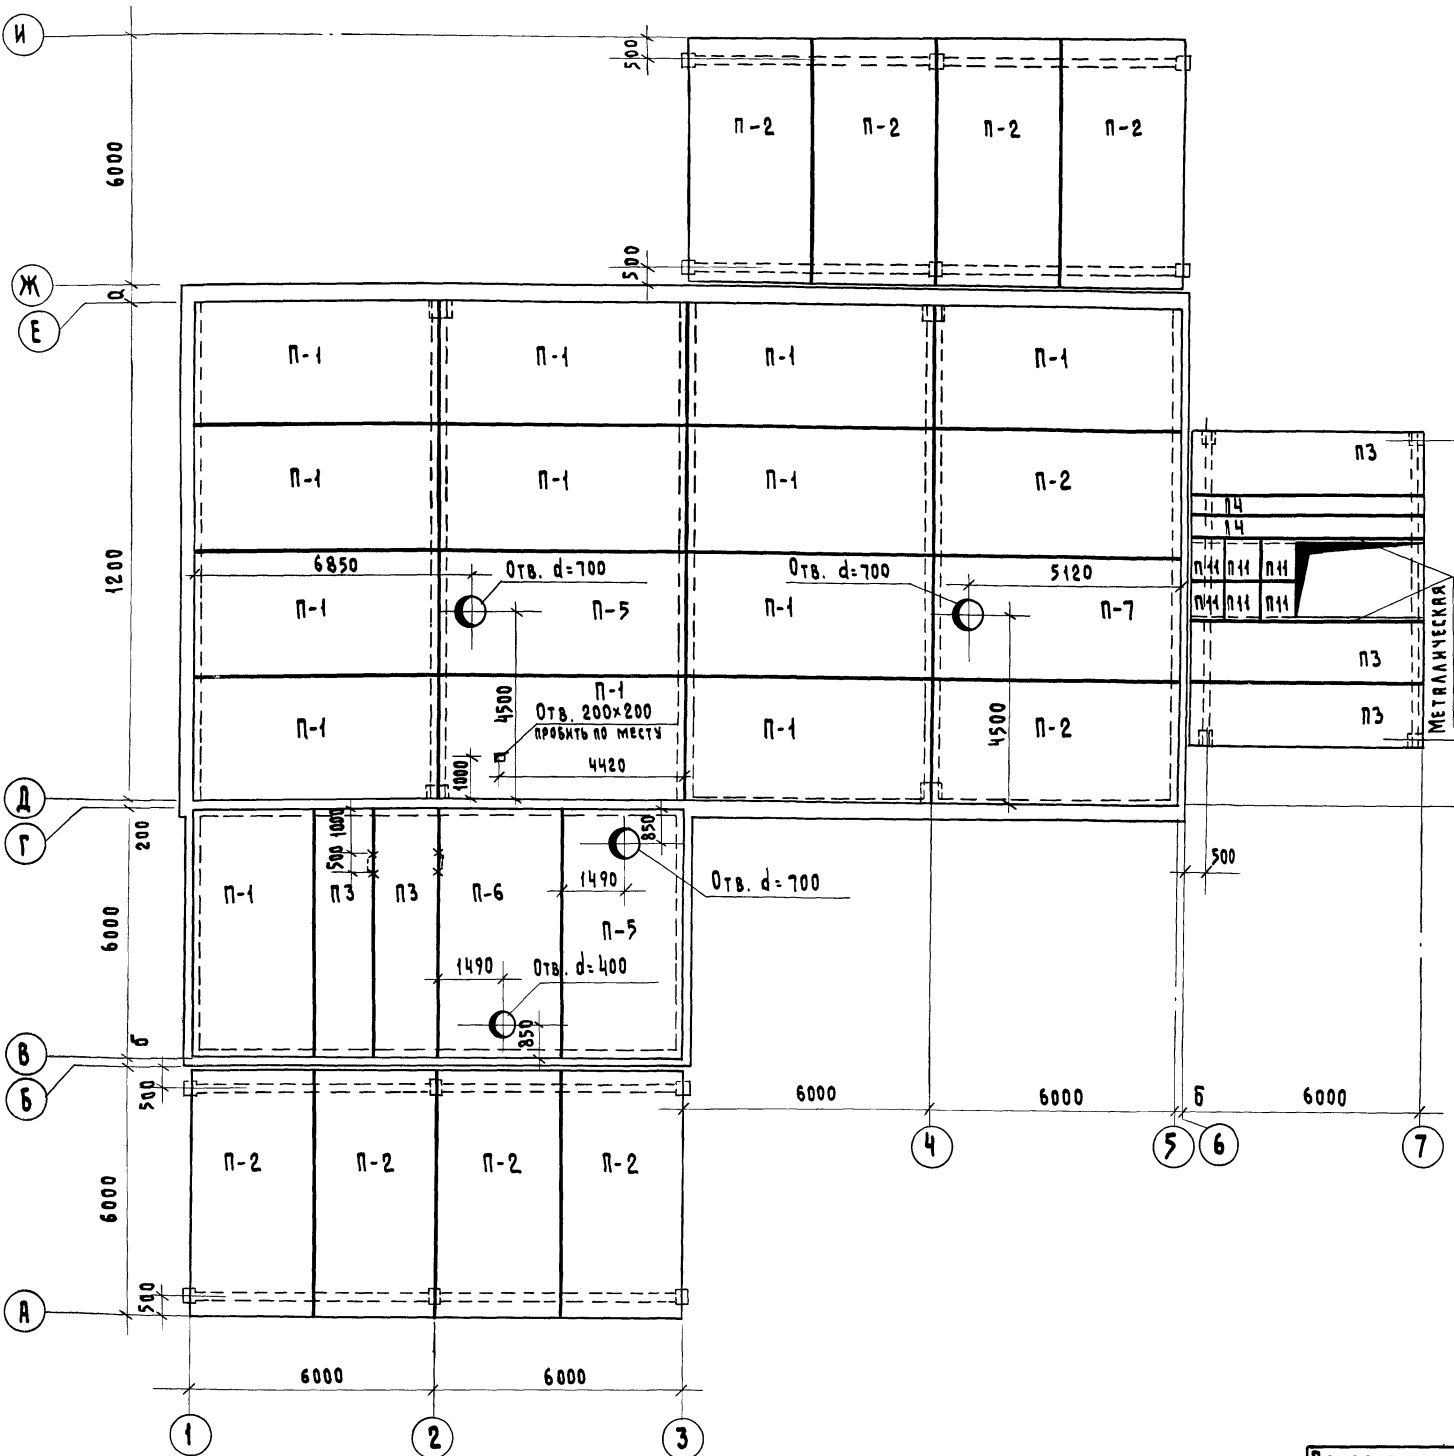 И
500
6000
П-2 П-2 П-2 П-2
500
Ж
а
Е
П-1 П-1 П-1 П-1
П-1 П-1 П-1 П-2
П3
П4
П4
1200
6850
Отв. d=700
Отв. d=700
5120
П11 П11 П11
П11 П11 П11
П-1 П-5 П-1 П-7
Металлическая
П3
П-1
4500
Отв. 200×200
пробить по месту
П-1 П-1 П-2
4500
П3
1000
4420
Д
Г
200
1000
500
850
500
1490
Отв. d=700
П-1 П3 П3 П-6
П-5
6000
1490
Отв. d=400
850
б
В
Б
500
6000 6000 б 6000
4 5 6 7
П-2 П-2 П-2 П-2
6000
500
А
6000 6000
1 2 3